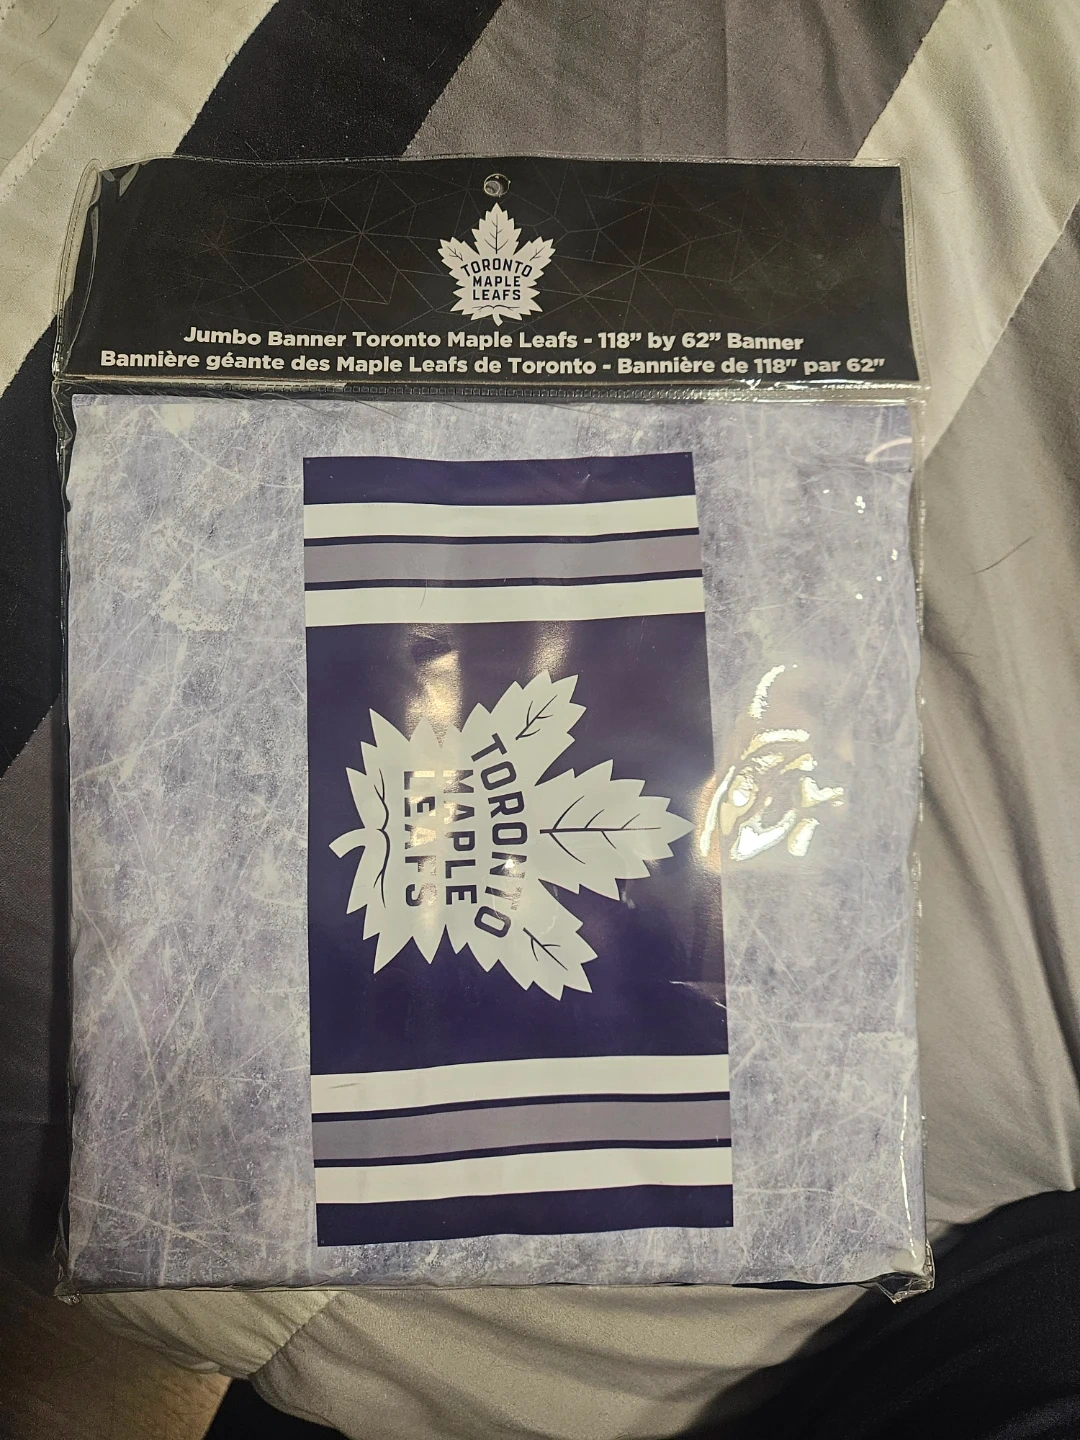 TORONTO
MAPLE
LEAFS
Jumbo Banner Toronto Maple Leafs - 118” by 62” Banner
Bannière géante des Maple Leafs de Toronto - Bannière de 118" par 62"
TORONTO
MAPLE
LEAFS